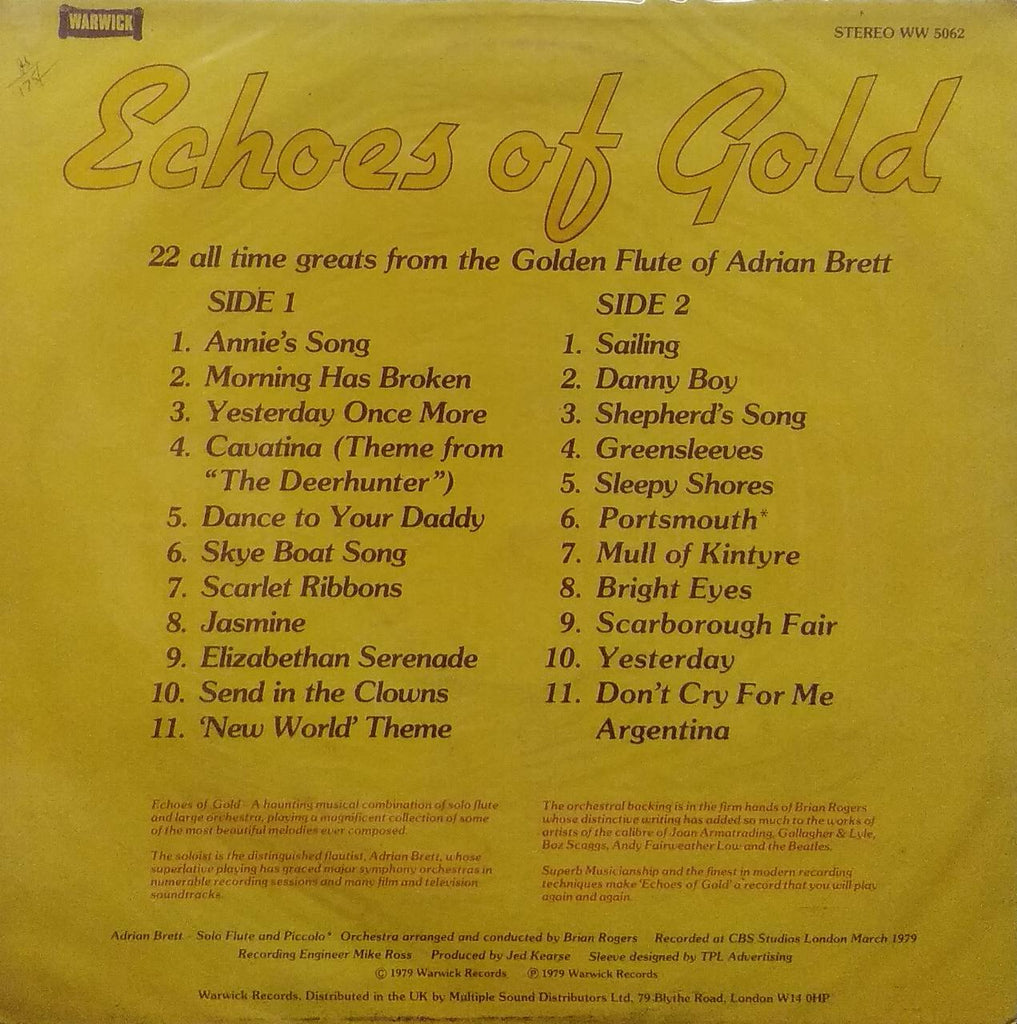 WARWICK
STEREO WW 5062
Echoes of Gold
22 all time greats from the Golden Flute of Adrian Brett
SIDE 1
1. Annie's Song
2. Morning Has Broken
3. Yesterday Once More
4. Cavatina (Theme from
"The Deerhunter")
5. Dance to Your Daddy
6. Skye Boat Song
7. Scarlet Ribbons
8. Jasmine
9. Elizabethan Serenade
10. Send in the Clowns
11. 'New World' Theme
SIDE 2
1. Sailing
2. Danny Boy
3. Shepherd's Song
4. Greensleeves
5. Sleepy Shores
6. Portsmouth*
7. Mull of Kintyre
8. Bright Eyes
9. Scarborough Fair
10. Yesterday
11. Don't Cry For Me
Argentina
Echoes of Gold - A haunting musical combination of solo flute
and large orchestra, playing a magnificent collection of some
of the most beautiful melodies ever composed.
The soloist is the distinguished flautist, Adrian Brett, whose
superlative playing has graced major symphony orchestras in
numerable recording sessions and many film and television
soundtracks.
The orchestral backing is in the firm hands of Brian Rogers
whose distinctive writing has added so much to the works of
artists of the calibre of Joan Armatrading, Gallagher & Lyle,
Boz Scaggs, Andy Fairweather Low and the Beatles.
Superb Musicianship and the finest in modern recording
techniques make 'Echoes of Gold' a record that you will play
again and again.
Adrian Brett - Solo Flute and Piccolo* Orchestra arranged and conducted by Brian Rogers Recorded at CBS Studios London March 1979
Recording Engineer Mike Ross Produced by Jed Kearse Sleeve designed by TPL Advertising
© 1979 Warwick Records ℗ 1979 Warwick Records
Warwick Records. Distributed in the UK by Multiple Sound Distributors Ltd, 79 Blythe Road, London W14 0HP